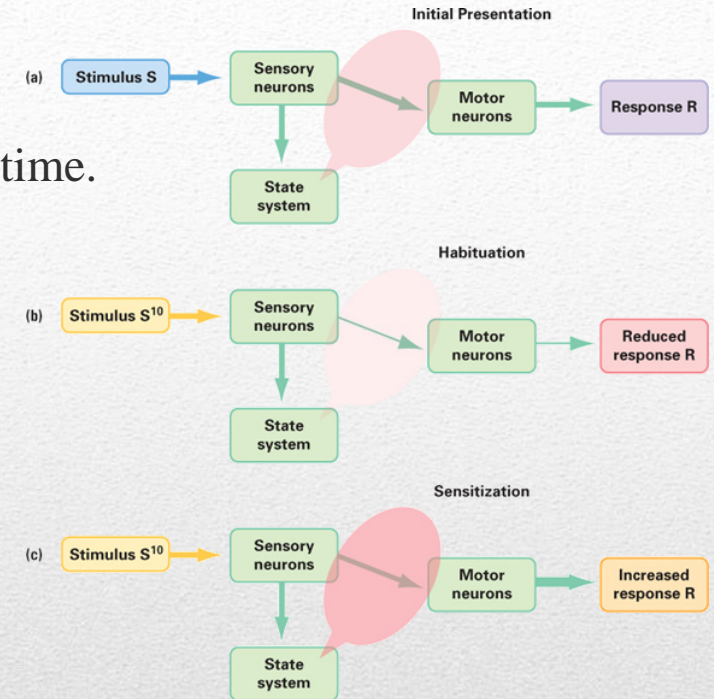 Initial Presentation
(a)
Stimulus S
Sensory
neurons
Motor
neurons
Response R
time.
State
system
Habituation
(b)
Stimulus S¹⁰
Sensory
neurons
Motor
neurons
Reduced
response R
State
system
Sensitization
(c)
Stimulus S¹⁰
Sensory
neurons
Motor
neurons
Increased
response R
State
system